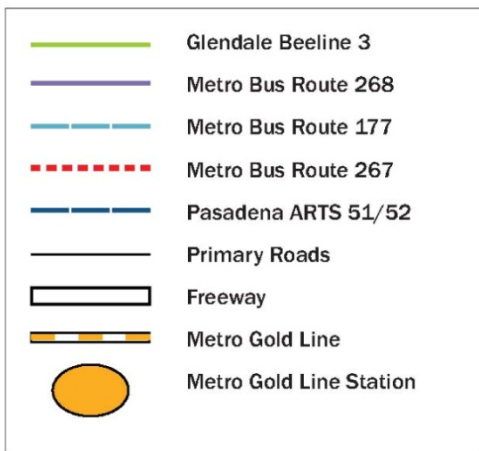 Glendale Beeline 3
Metro Bus Route 268
Metro Bus Route 177
Metro Bus Route 267
Pasadena ARTS 51/52
Primary Roads
Freeway
Metro Gold Line
Metro Gold Line Station